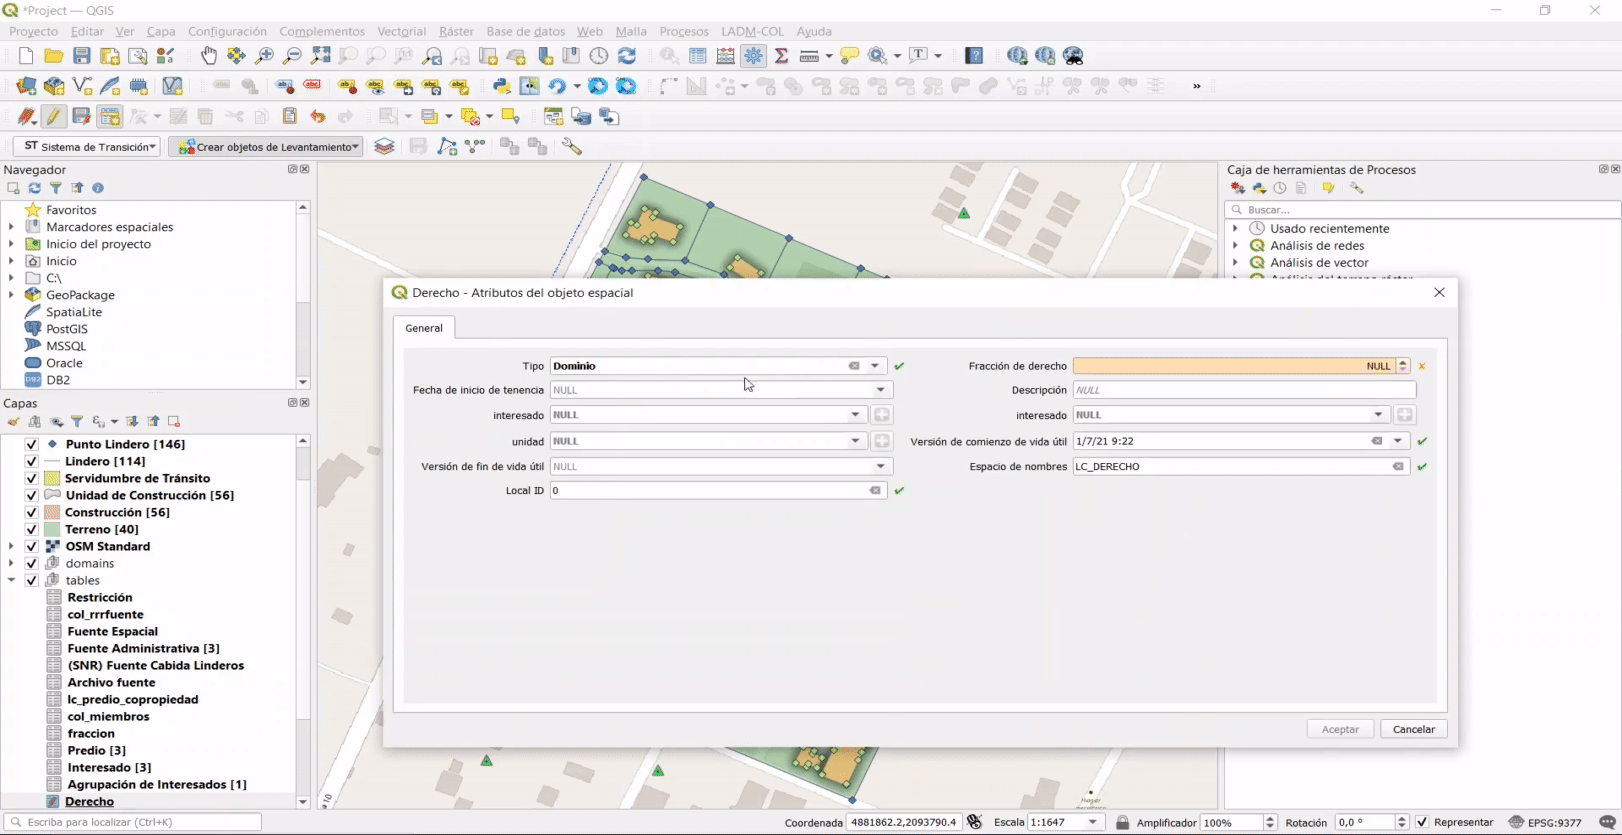 *Project — QGIS
Proyecto Editar Ver Capa Configuración Complementos Vectorial Ráster Base de datos Web Malla Procesos LADM-COL Ayuda
ST Sistema de Transición Crear objetos de Levantamiento
Navegador
Favoritos
Marcadores espaciales
Inicio del proyecto
Inicio
C:\
GeoPackage
SpatiaLite
PostGIS
MSSQL
Oracle
DB2
Capas
Punto Lindero [146]
Lindero [114]
Servidumbre de Tránsito
Unidad de Construcción [56]
Construcción [56]
Terreno [40]
OSM Standard
domains
tables
Restricción
col_rrrfuente
Fuente Espacial
Fuente Administrativa [3]
(SNR) Fuente Cabida Linderos
Archivo fuente
lc_predio_copropiedad
col_miembros
fraccion
Predio [3]
Interesado [3]
Agrupación de Interesados [1]
Derecho
Caja de herramientas de Procesos
Buscar...
Usado recientemente
Análisis de redes
Análisis de vector
Derecho - Atributos del objeto espacial
General
Tipo Dominio Fracción de derecho NULL
Fecha de inicio de tenencia NULL Descripción NULL
interesado NULL interesado NULL
unidad NULL Versión de comienzo de vida útil 1/7/21 9:22
Versión de fin de vida útil NULL Espacio de nombres LC_DERECHO
Local ID 0
Aceptar Cancelar
Escriba para localizar (Ctrl+K) Coordenada 4881862.2,2093790.4 Escala 1:1647 Amplificador 100% Rotación 0,0 ° Representar EPSG:9377